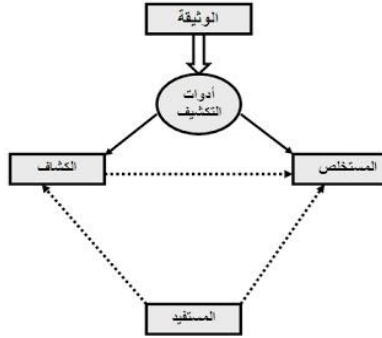 الوثيقة
أدوات
التكشيف
المستخلص
الكشاف
المستفيد